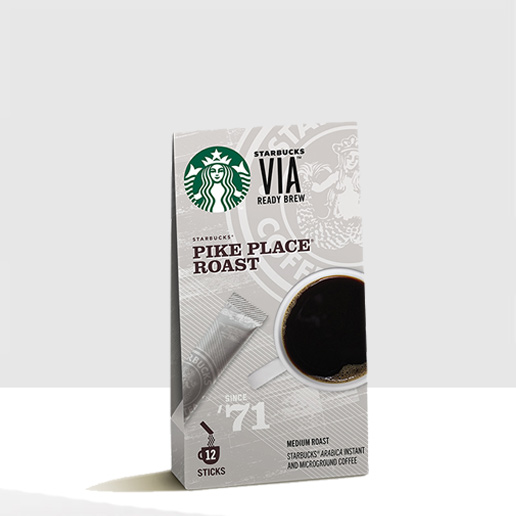 STARBUCKS
VIA™
READY BREW
STARBUCKS®
PIKE PLACE®
ROAST
SINCE
'71
12
STICKS
MEDIUM ROAST
STARBUCKS® ARABICA INSTANT
AND MICROGROUND COFFEE